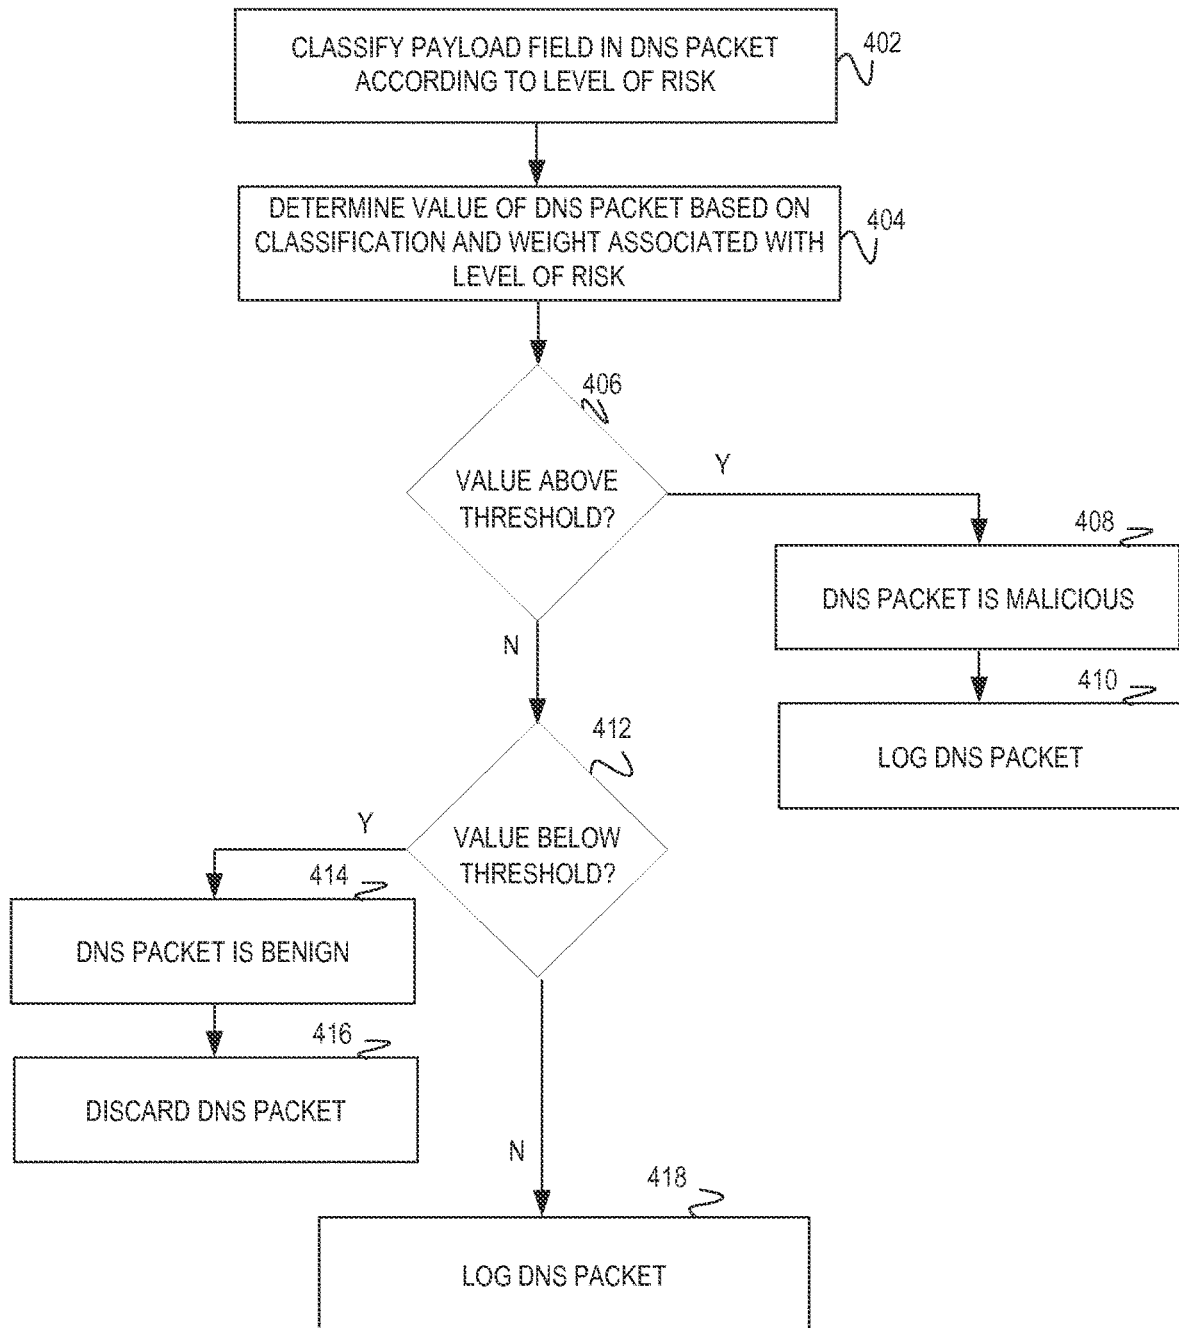 CLASSIFY PAYLOAD FIELD IN DNS PACKET
ACCORDING TO LEVEL OF RISK
402
DETERMINE VALUE OF DNS PACKET BASED ON
CLASSIFICATION AND WEIGHT ASSOCIATED WITH
LEVEL OF RISK
404
406
VALUE ABOVE
THRESHOLD?
Y
408
DNS PACKET IS MALICIOUS
N
410
LOG DNS PACKET
412
VALUE BELOW
THRESHOLD?
Y
414
DNS PACKET IS BENIGN
416
DISCARD DNS PACKET
N
418
LOG DNS PACKET